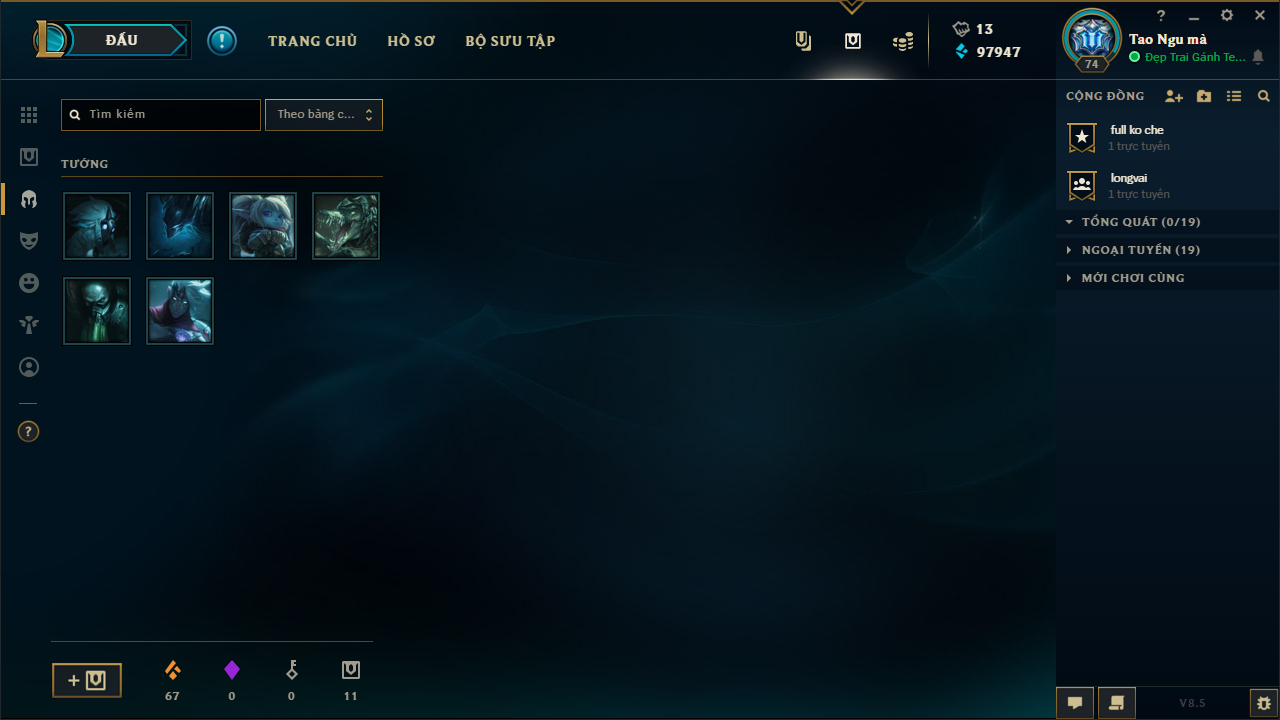 ĐẤU
TRANG CHỦ
HỒ SƠ
BỘ SƯU TẬP
13
97947
74
Tao Ngu mà
Đẹp Trai Gánh Te...
Tìm kiếm
Theo bảng c...
TƯỚNG
CỘNG ĐỒNG
full ko che
1 trực tuyến
longvai
1 trực tuyến
TỔNG QUÁT (0/19)
NGOẠI TUYẾN (19)
MỚI CHƠI CÙNG
67
0
0
11
V8.5